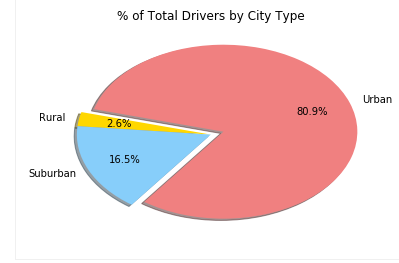 % of Total Drivers by City Type
Urban
80.9%
Rural
2.6%
16.5%
Suburban